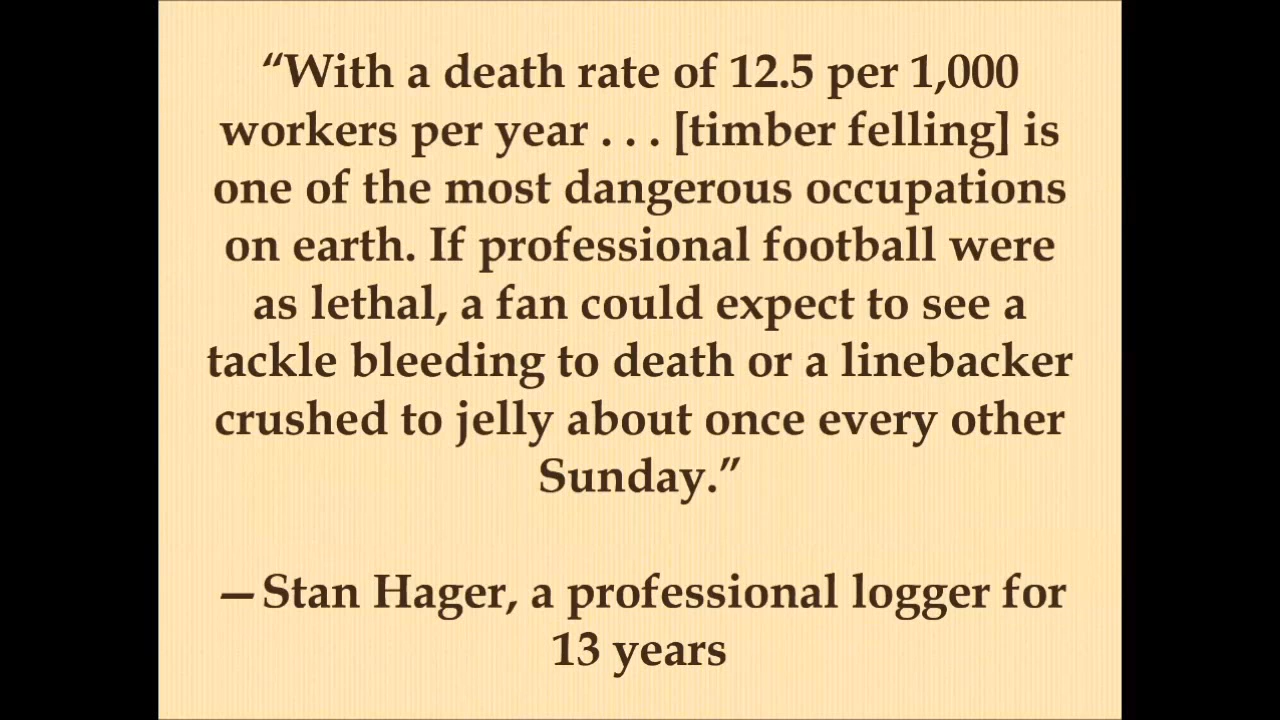 “With a death rate of 12.5 per 1,000
workers per year . . . [timber felling] is
one of the most dangerous occupations
on earth. If professional football were
as lethal, a fan could expect to see a
tackle bleeding to death or a linebacker
crushed to jelly about once every other
Sunday.”
—Stan Hager, a professional logger for
13 years